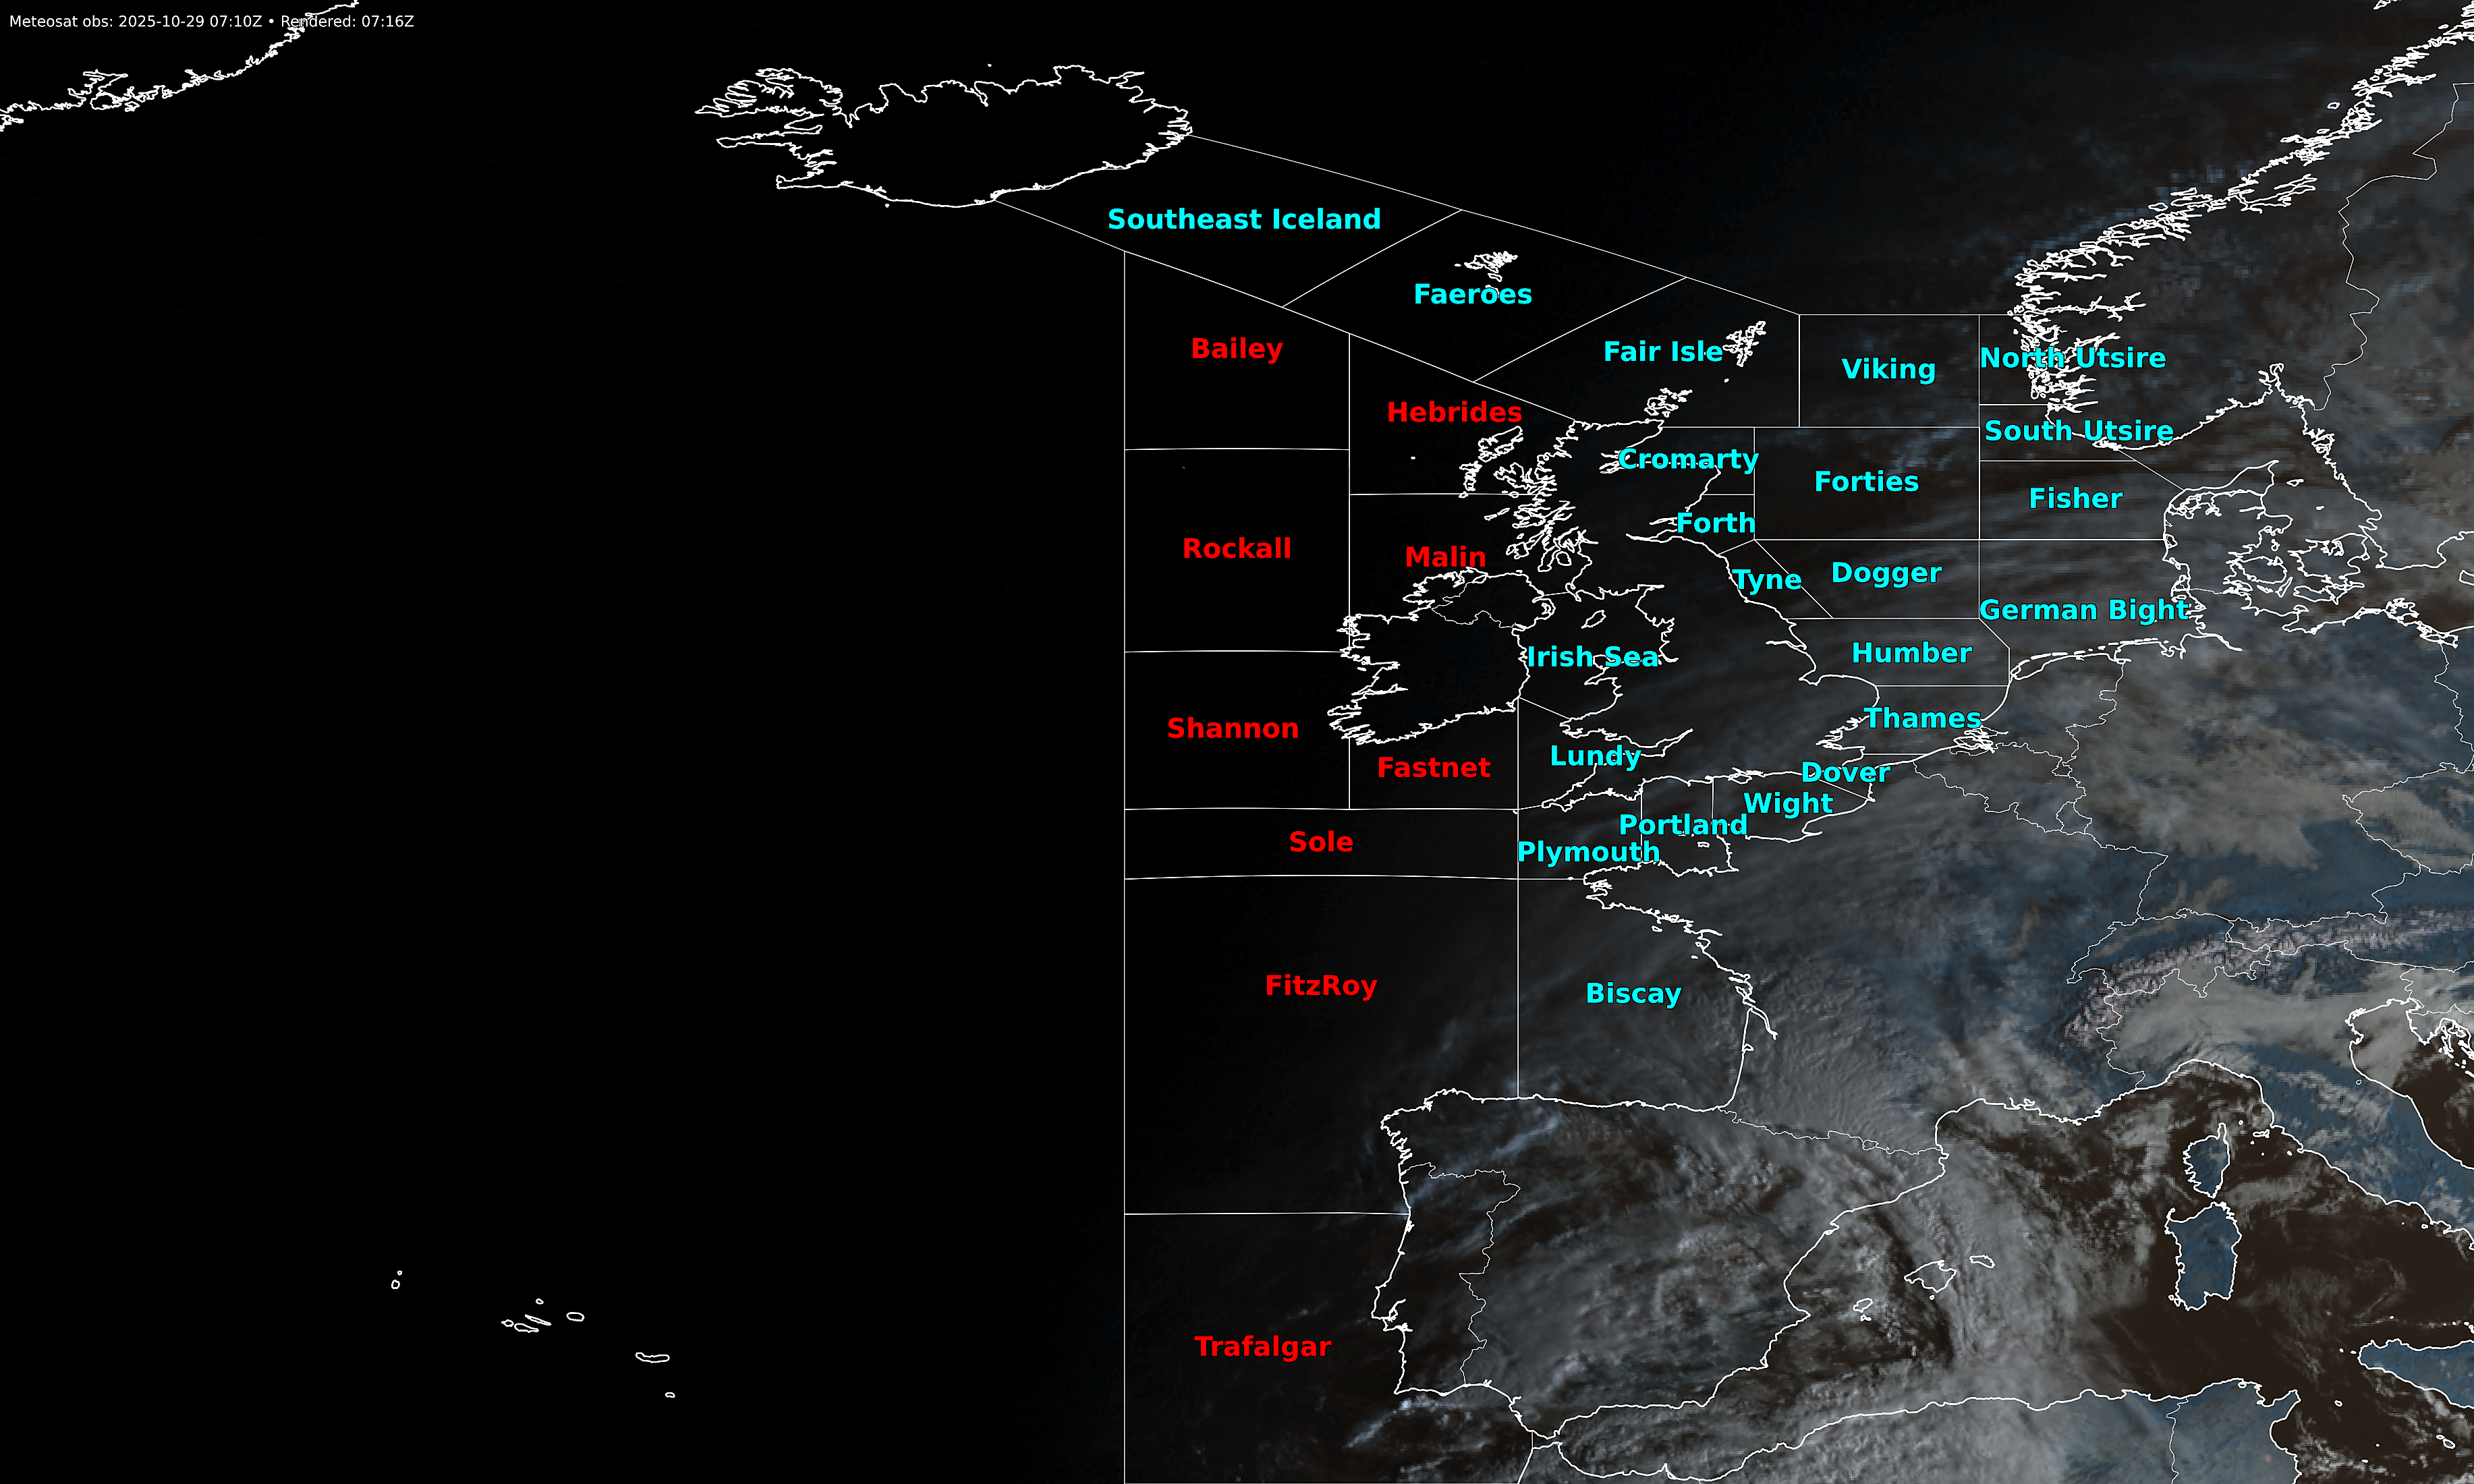 Meteosat obs: 2025-10-29 07:10Z • Rendered: 07:16Z
Southeast Iceland
Faeroes
Bailey
Fair Isle
North Utsire
Viking
Hebrides
South Utsire
Cromarty
Forties
Fisher
Forth
Rockall
Malin
Dogger
Tyne
German Bight
Humber
Irish Sea
Thames
Shannon
Lundy
Fastnet
Dover
Wight
Portland
Sole
Plymouth
FitzRoy
Biscay
Trafalgar